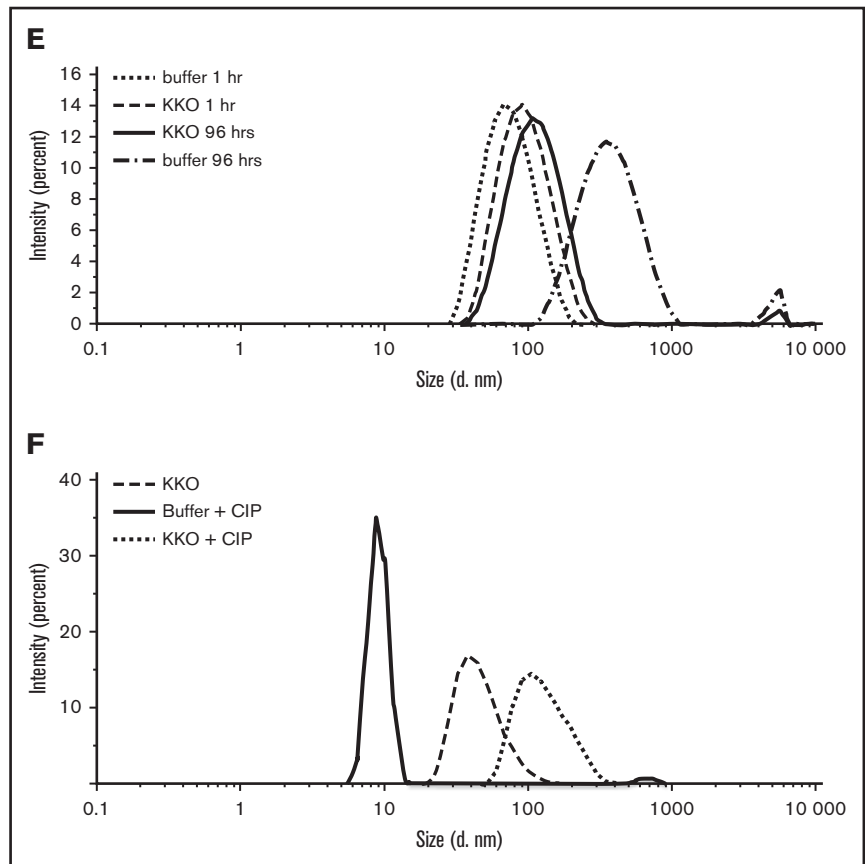 E
16
14
12
10
8
6
4
2
0
Intensity (percent)
buffer 1 hr
KKO 1 hr
KKO 96 hrs
buffer 96 hrs
0.1 1 10 100 1000 10 000
Size (d. nm)
F
40
30
20
10
Intensity (percent)
KKO
Buffer + CIP
KKO + CIP
0.1 1 10 100 1000 10 000
Size (d. nm)